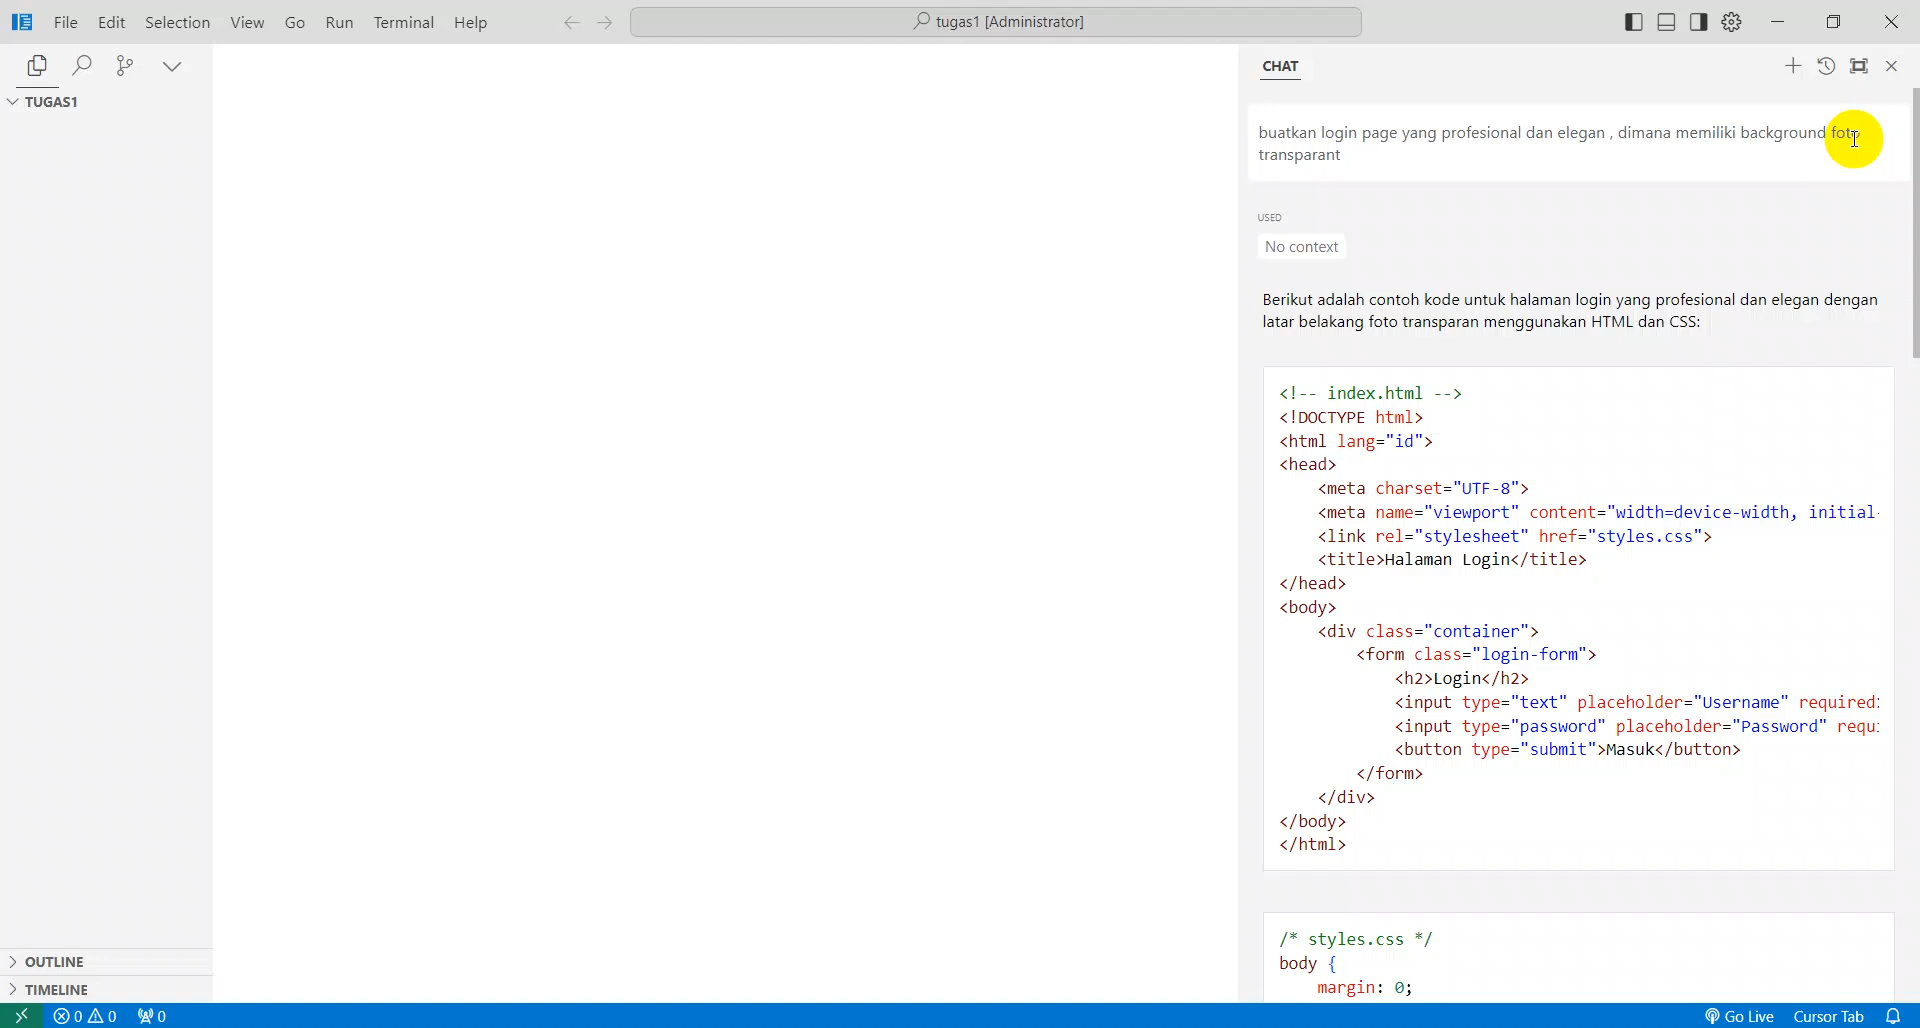 File Edit Selection View Go Run Terminal Help
tugas1 [Administrator]
TUGAS1
OUTLINE
TIMELINE
CHAT
buatkan login page yang profesional dan elegan , dimana memiliki background foto
transparant
USED
No context
Berikut adalah contoh kode untuk halaman login yang profesional dan elegan dengan
latar belakang foto transparan menggunakan HTML dan CSS:
<!-- index.html -->
<!DOCTYPE html>
<html lang="id">
<head>
    <meta charset="UTF-8">
    <meta name="viewport" content="width=device-width, initial-
    <link rel="stylesheet" href="styles.css">
    <title>Halaman Login</title>
</head>
<body>
    <div class="container">
        <form class="login-form">
            <h2>Login</h2>
            <input type="text" placeholder="Username" required>
            <input type="password" placeholder="Password" requi
            <button type="submit">Masuk</button>
        </form>
    </div>
</body>
</html>
/* styles.css */
body {
    margin: 0;
0 0 0
Go Live Cursor Tab